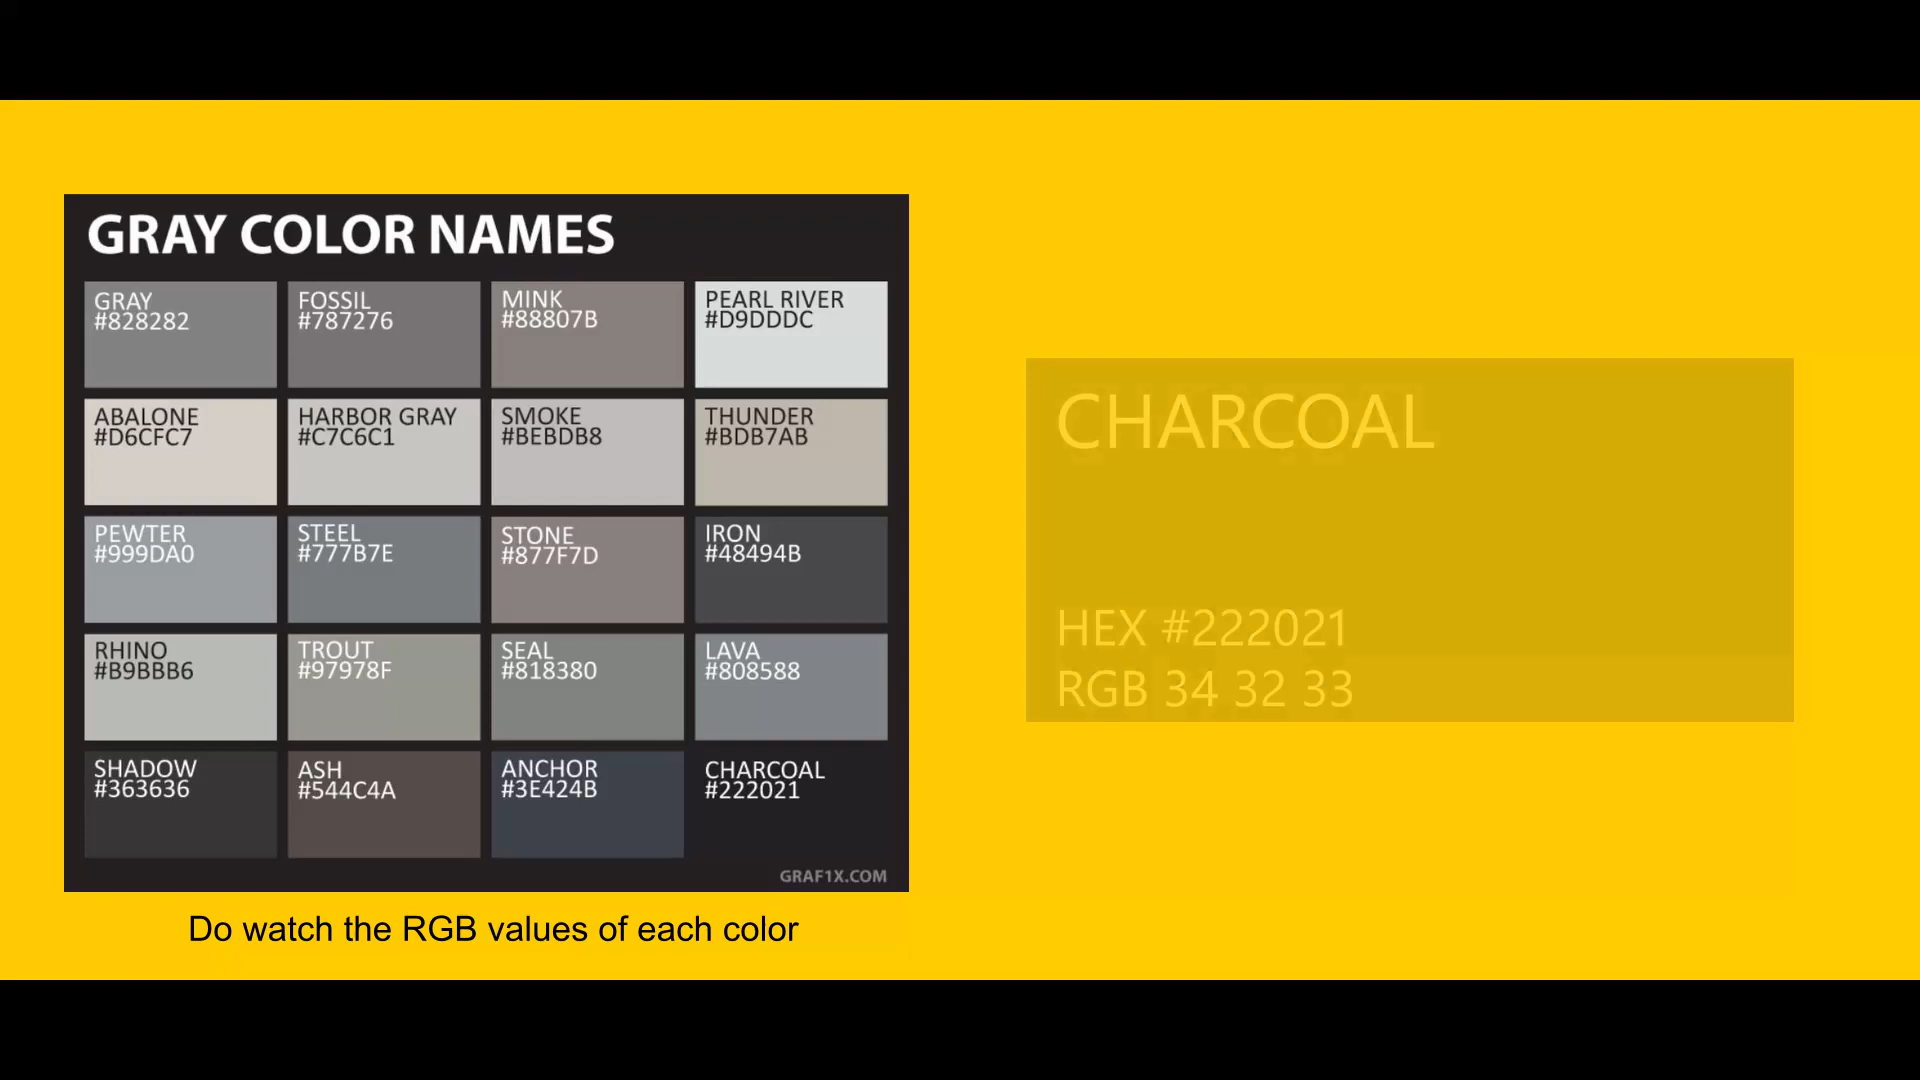 GRAY COLOR NAMES
GRAY
#828282
FOSSIL
#787276
MINK
#88807B
PEARL RIVER
#D9DDDC
ABALONE
#D6CFC7
HARBOR GRAY
#C7C6C1
SMOKE
#BEBDB8
THUNDER
#BDB7AB
PEWTER
#999DA0
STEEL
#777B7E
STONE
#877F7D
IRON
#48494B
RHINO
#B9BBB6
TROUT
#97978F
SEAL
#818380
LAVA
#808588
SHADOW
#363636
ASH
#544C4A
ANCHOR
#3E424B
CHARCOAL
#222021
GRAF1X.COM
Do watch the RGB values of each color
CHARCOAL
HEX #222021
RGB 34 32 33